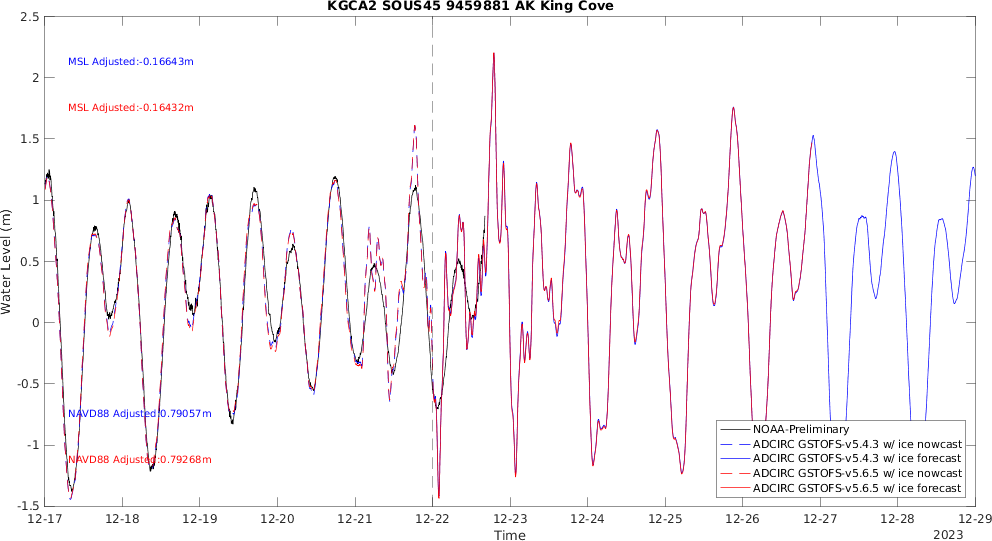 KGCA2 SOUS45 9459881 AK King Cove
2.5
2
1.5
1
0.5
0
-0.5
-1
-1.5
Water Level (m)
MSL Adjusted:-0.16643m
MSL Adjusted:-0.16432m
NAVD88 Adjusted:0.79057m
NAVD88 Adjusted:0.79268m
NOAA-Preliminary
ADCIRC GSTOFS-v5.4.3 w/ ice nowcast
ADCIRC GSTOFS-v5.4.3 w/ ice forecast
ADCIRC GSTOFS-v5.6.5 w/ ice nowcast
ADCIRC GSTOFS-v5.6.5 w/ ice forecast
12-17 12-18 12-19 12-20 12-21 12-22 12-23 12-24 12-25 12-26 12-27 12-28 12-29
Time
2023